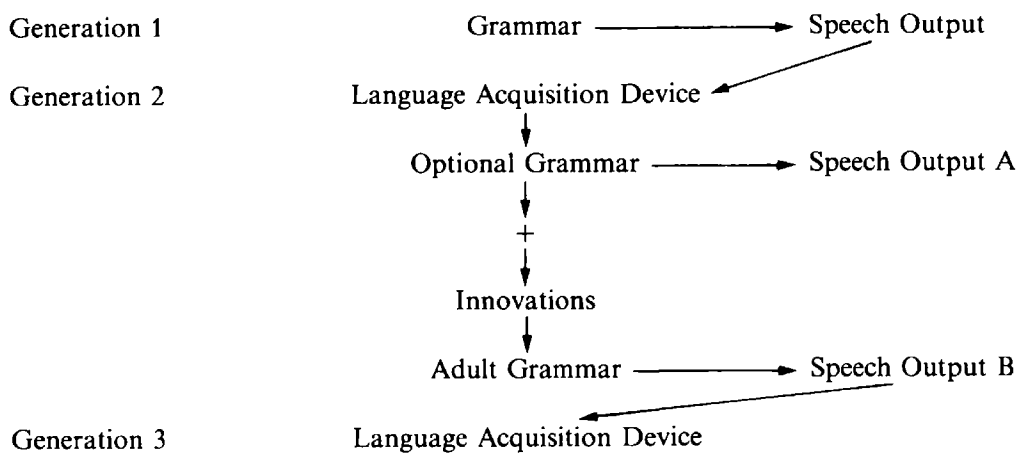 Generation 1 Grammar Speech Output
Generation 2 Language Acquisition Device
Optional Grammar Speech Output A
+
Innovations
Adult Grammar Speech Output B
Generation 3 Language Acquisition Device